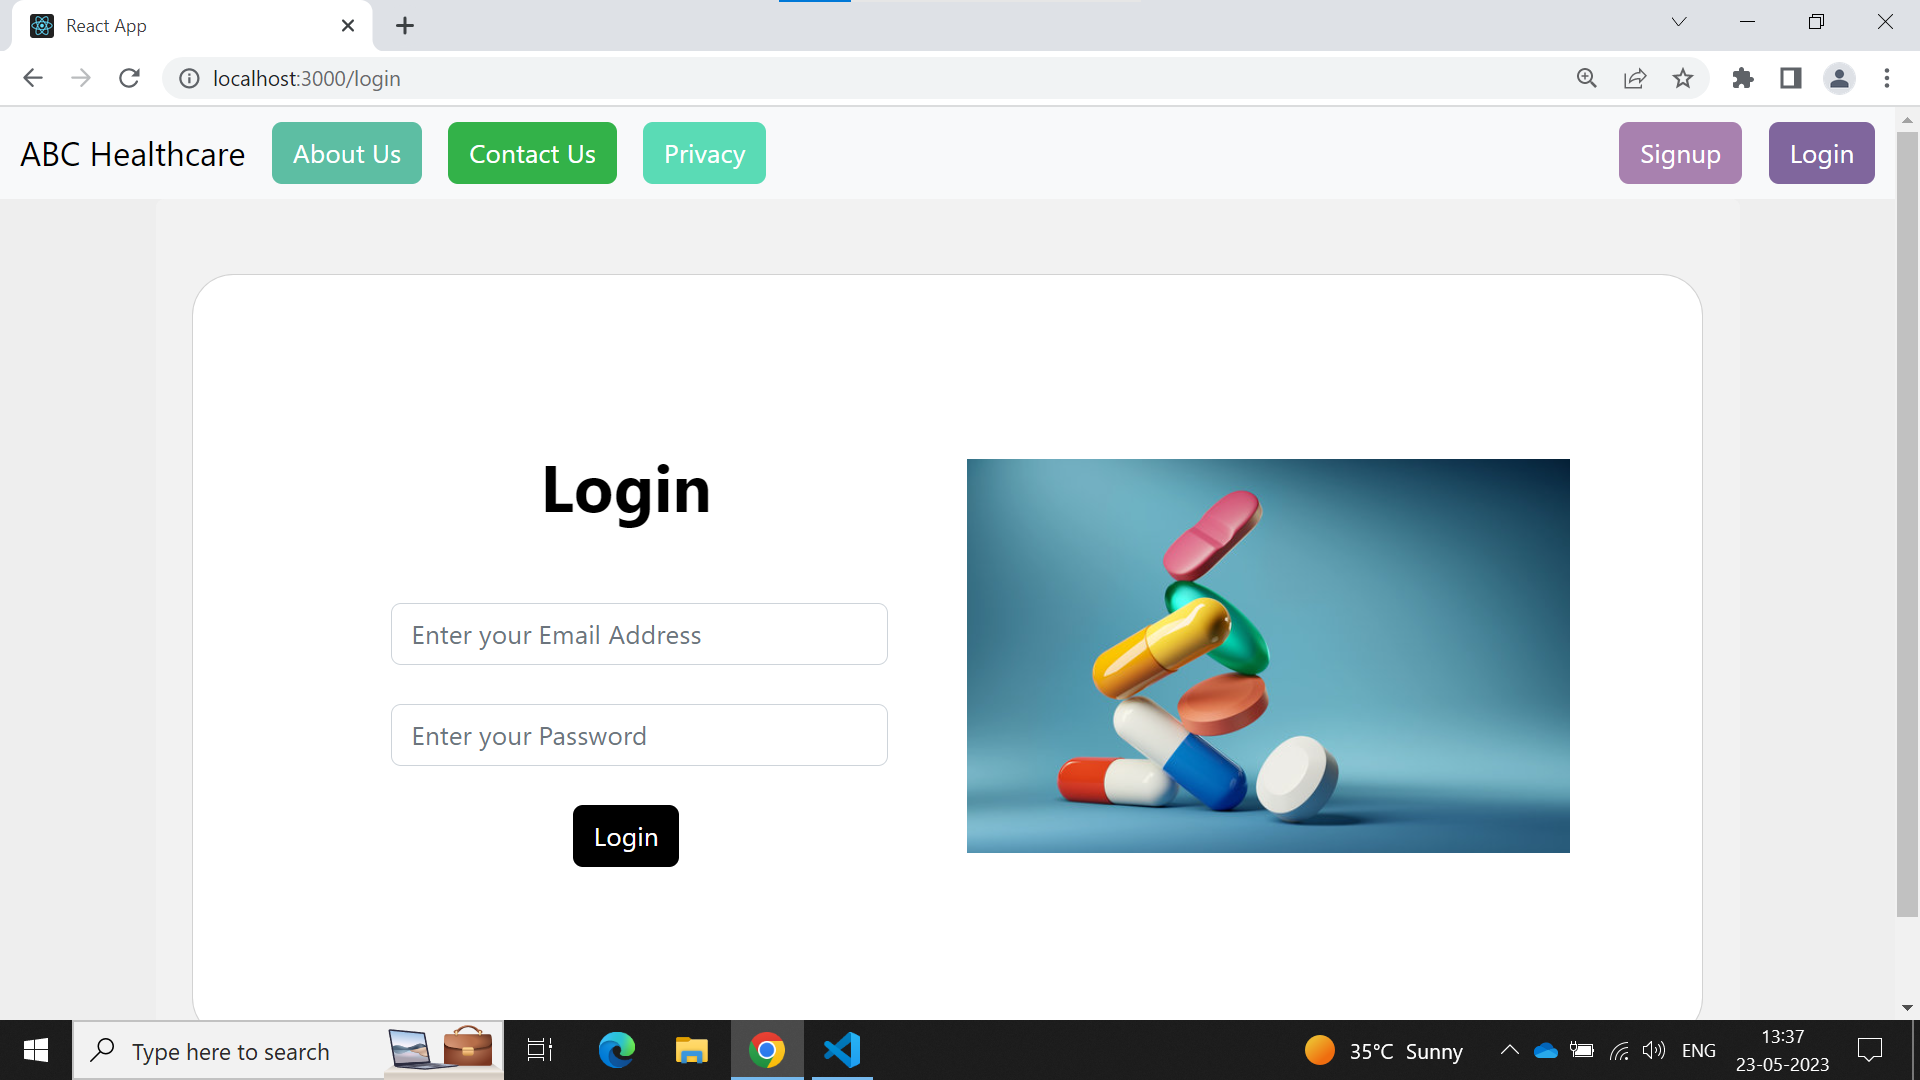 React App
localhost:3000/login
ABC Healthcare About Us Contact Us Privacy Signup Login
Login
Enter your Email Address
Enter your Password
Login
Type here to search
35°C Sunny
ENG
13:37
23-05-2023